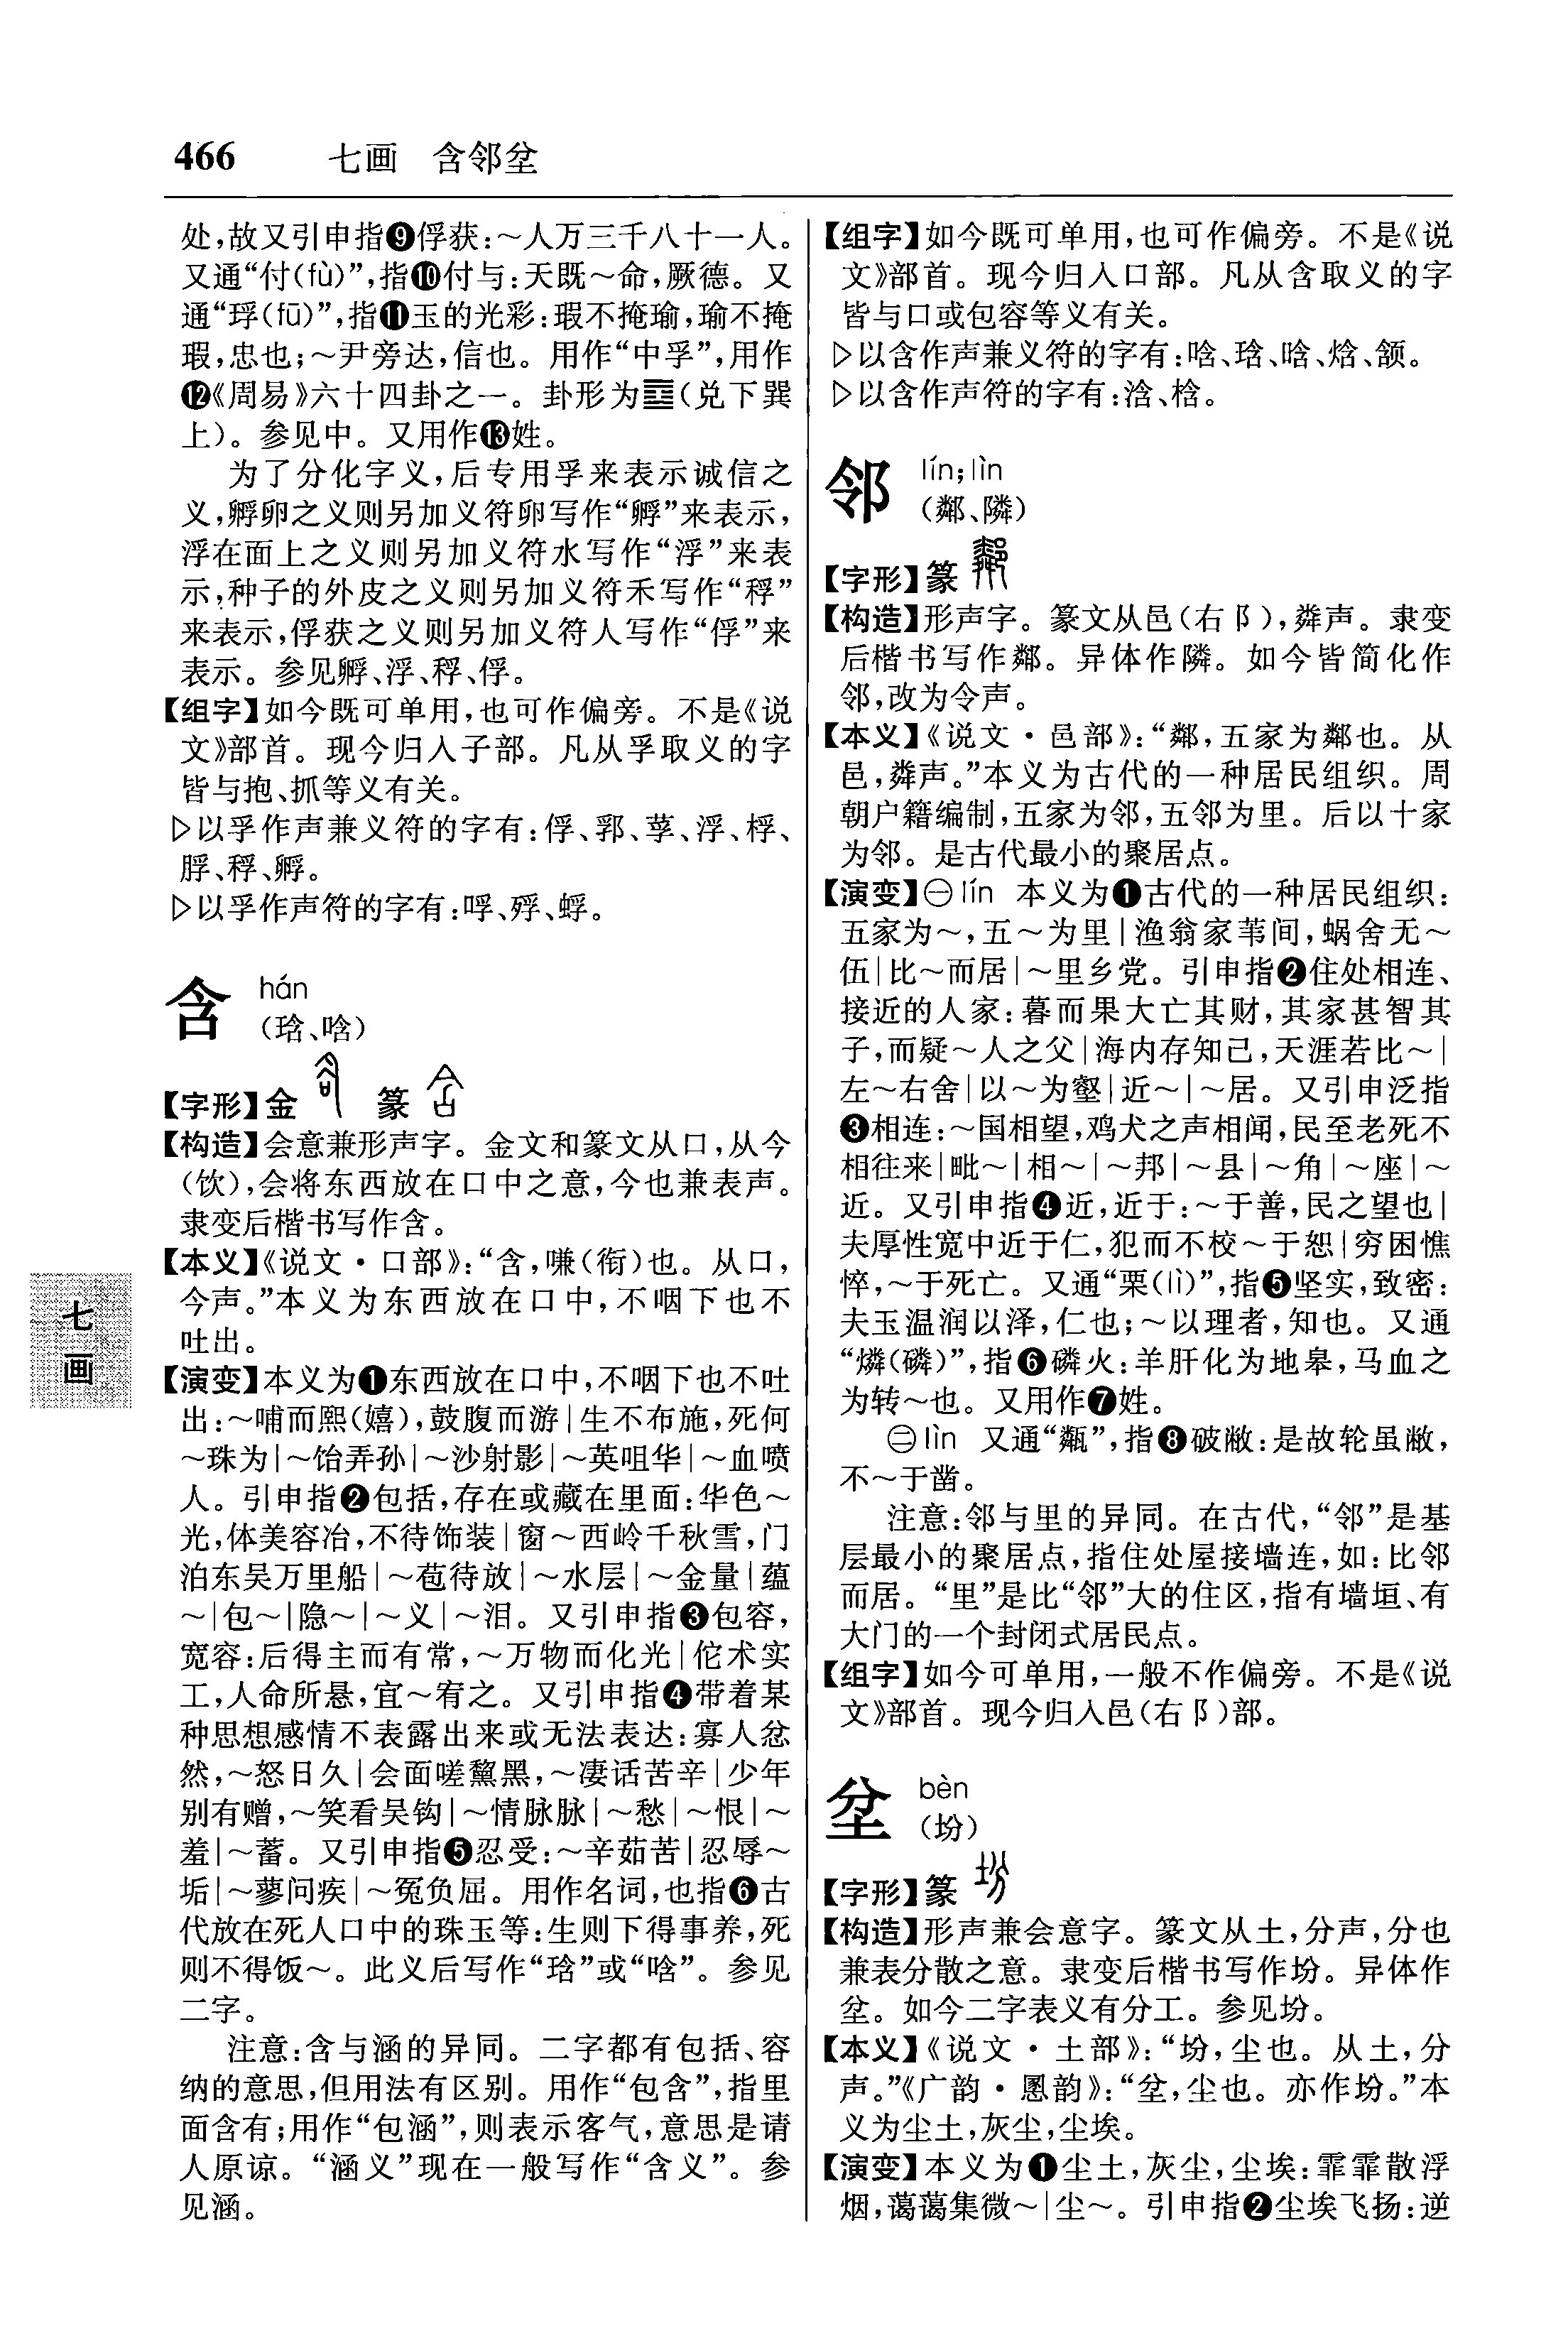 466 七画 含邻坌
处,故又引申指❾俘获:~人万三千八十一人。
又通“付(fù)”,指❿付与:天既~命,厥德。又
通“琈(fū)”,指⓫玉的光彩:瑕不掩瑜,瑜不掩
瑕,忠也;~尹旁达,信也。用作“中孚”,用作
⓬《周易》六十四卦之一。卦形为䷼(兑下巽
上)。参见中。又用作⓭姓。
为了分化字义,后专用孚来表示诚信之
义,孵卵之义则另加义符卵写作“孵”来表示,
浮在面上之义则另加义符水写作“浮”来表
示,种子的外皮之义则另加义符禾写作“稃”
来表示,俘获之义则另加义符人写作“俘”来
表示。参见孵、浮、稃、俘。
【组字】如今既可单用,也可作偏旁。不是《说
文》部首。现今归入子部。凡从孚取义的字
皆与抱、抓等义有关。
▷以孚作声兼义符的字有:俘、郛、莩、浮、桴、
脬、稃、孵。
▷以孚作声符的字有:哹、殍、蜉。
含 hán
(琀、唅)
【字形】金 篆
【构造】会意兼形声字。金文和篆文从口,从今
(饮),会将东西放在口中之意,今也兼表声。
隶变后楷书写作含。
【本义】《说文·口部》:“含,嗛(衔)也。从口,
今声。”本义为东西放在口中,不咽下也不
吐出。
【演变】本义为❶东西放在口中,不咽下也不吐
出:~哺而熙(嬉),鼓腹而游|生不布施,死何
~珠为|~饴弄孙|~沙射影|~英咀华|~血喷
人。引申指❷包括,存在或藏在里面:华色~
光,体美容冶,不待饰装|窗~西岭千秋雪,门
泊东吴万里船|~苞待放|~水层|~金量|蕴
~|包~|隐~|~义|~泪。又引申指❸包容,
宽容:后得主而有常,~万物而化光|佗术实
工,人命所悬,宜~宥之。又引申指❹带着某
种思想感情不表露出来或无法表达:寡人忿
然,~怒日久|会面嗟黧黑,~凄话苦辛|少年
别有赠,~笑看吴钩|~情脉脉|~愁|~恨|~
羞|~蓄。又引申指❺忍受:~辛茹苦|忍辱~
垢|~蓼问疾|~冤负屈。用作名词,也指❻古
代放在死人口中的珠玉等:生则下得事养,死
则不得饭~。此义后写作“琀”或“唅”。参见
二字。
注意:含与涵的异同。二字都有包括、容
纳的意思,但用法有区别。用作“包含”,指里
面含有;用作“包涵”,则表示客气,意思是请
人原谅。“涵义”现在一般写作“含义”。参
见涵。
【组字】如今既可单用,也可作偏旁。不是《说
文》部首。现今归入口部。凡从含取义的字
皆与口或包容等义有关。
▷以含作声兼义符的字有:唅、琀、晗、焓、颔。
▷以含作声符的字有:浛、梒。
邻 lín;lìn
(鄰、隣)
【字形】篆
【构造】形声字。篆文从邑(右阝),粦声。隶变
后楷书写作鄰。异体作隣。如今皆简化作
邻,改为令声。
【本义】《说文·邑部》:“鄰,五家为鄰也。从
邑,粦声。”本义为古代的一种居民组织。周
朝户籍编制,五家为邻,五邻为里。后以十家
为邻。是古代最小的聚居点。
【演变】㊀lín 本义为❶古代的一种居民组织:
五家为~,五~为里|渔翁家苇间,蜗舍无~
伍|比~而居|~里乡党。引申指❷住处相连、
接近的人家:暮而果大亡其财,其家甚智其
子,而疑~人之父|海内存知己,天涯若比~|
左~右舍|以~为壑|近~|~居。又引申泛指
❸相连:~国相望,鸡犬之声相闻,民至老死不
相往来|毗~|相~|~邦|~县|~角|~座|~
近。又引申指❹近,近于:~于善,民之望也|
夫厚性宽中近于仁,犯而不校~于恕|穷困憔
悴,~于死亡。又通“栗(lì)”,指❺坚实,致密:
夫玉温润以泽,仁也;~以理者,知也。又通
“燐(磷)”,指❻磷火:羊肝化为地皋,马血之
为转~也。又用作❼姓。
㊁lìn 又通“甐”,指❽破敝:是故轮虽敝,
不~于凿。
注意:邻与里的异同。在古代,“邻”是基
层最小的聚居点,指住处屋接墙连,如:比邻
而居。“里”是比“邻”大的住区,指有墙垣、有
大门的一个封闭式居民点。
【组字】如今可单用,一般不作偏旁。不是《说
文》部首。现今归入邑(右阝)部。
坌 bèn
(坋)
【字形】篆
【构造】形声兼会意字。篆文从土,分声,分也
兼表分散之意。隶变后楷书写作坋。异体作
坌。如今二字表义有分工。参见坋。
【本义】《说文·土部》:“坋,尘也。从土,分
声。”《广韵·慁韵》:“坌,尘也。亦作坋。”本
义为尘土,灰尘,尘埃。
【演变】本义为❶尘土,灰尘,尘埃:霏霏散浮
烟,蔼蔼集微~|尘~。引申指❷尘埃飞扬:逆
七画